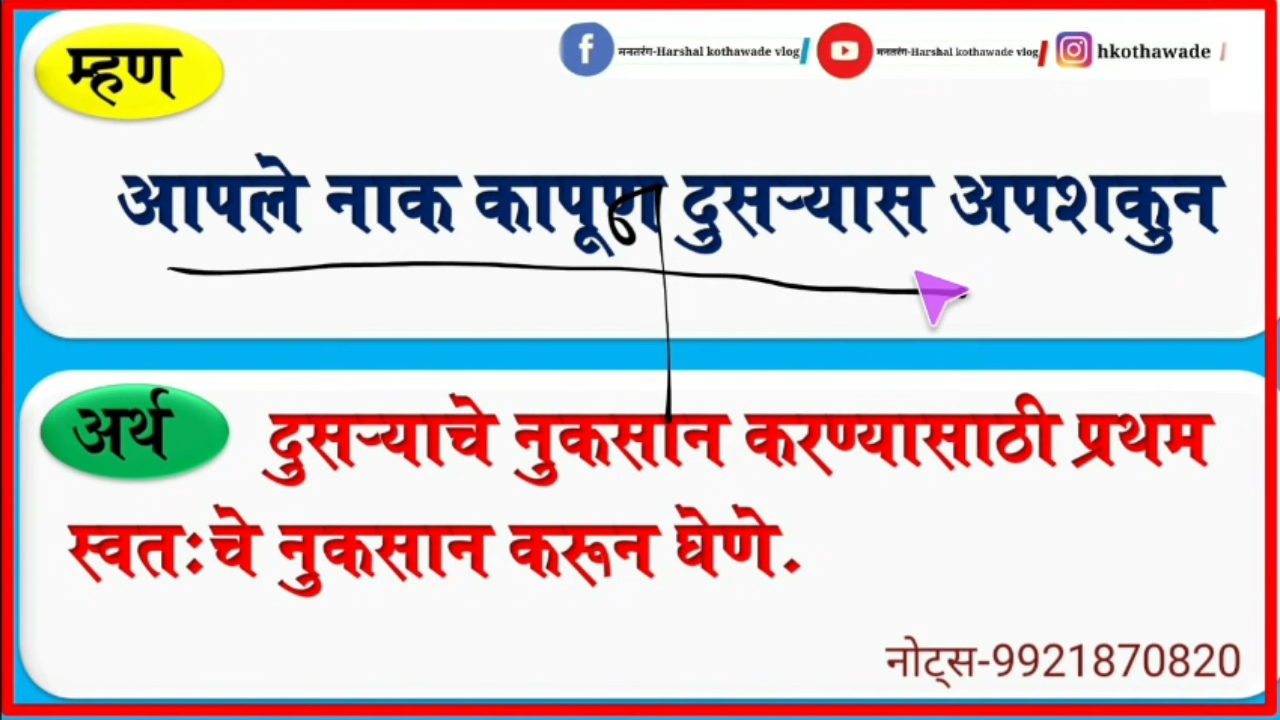 म्हण
मनतरंग-Harshal kothawade vlog
मनतरंग-Harshal kothawade vlog
hkothawade
आपले नाक कापूण दुसऱ्यास अपशकुन
अर्थ
दुसऱ्याचे नुकसान करण्यासाठी प्रथम
स्वतःचे नुकसान करून घेणे.
नोट्स-9921870820